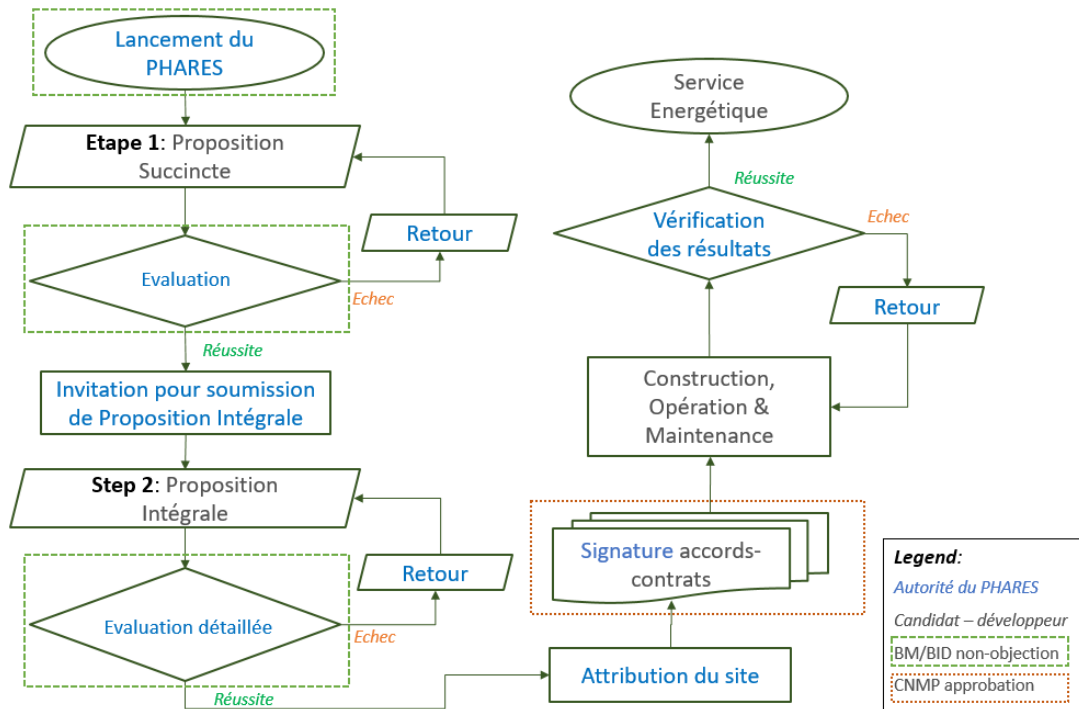 Lancement du
PHARES
Etape 1: Proposition
Succincte
Retour
Evaluation
Echec
Réussite
Invitation pour soumission
de Proposition Intégrale
Step 2: Proposition
Intégrale
Retour
Evaluation détaillée
Echec
Réussite
Attribution du site
Signature accords-
contrats
Construction,
Opération &
Maintenance
Retour
Vérification
des résultats
Echec
Réussite
Service
Energétique
Legend:
Autorité du PHARES
Candidat – développeur
BM/BID non-objection
CNMP approbation